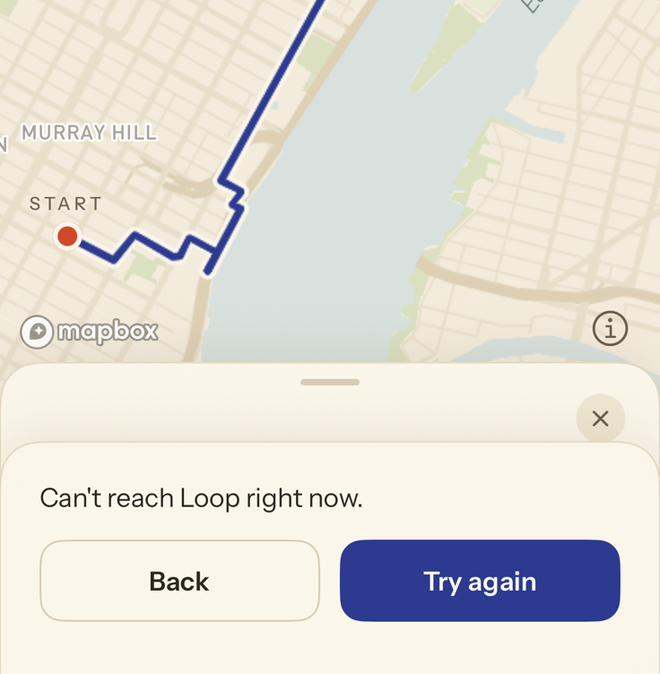 MURRAY HILL
START
mapbox
Can't reach Loop right now.
Back
Try again